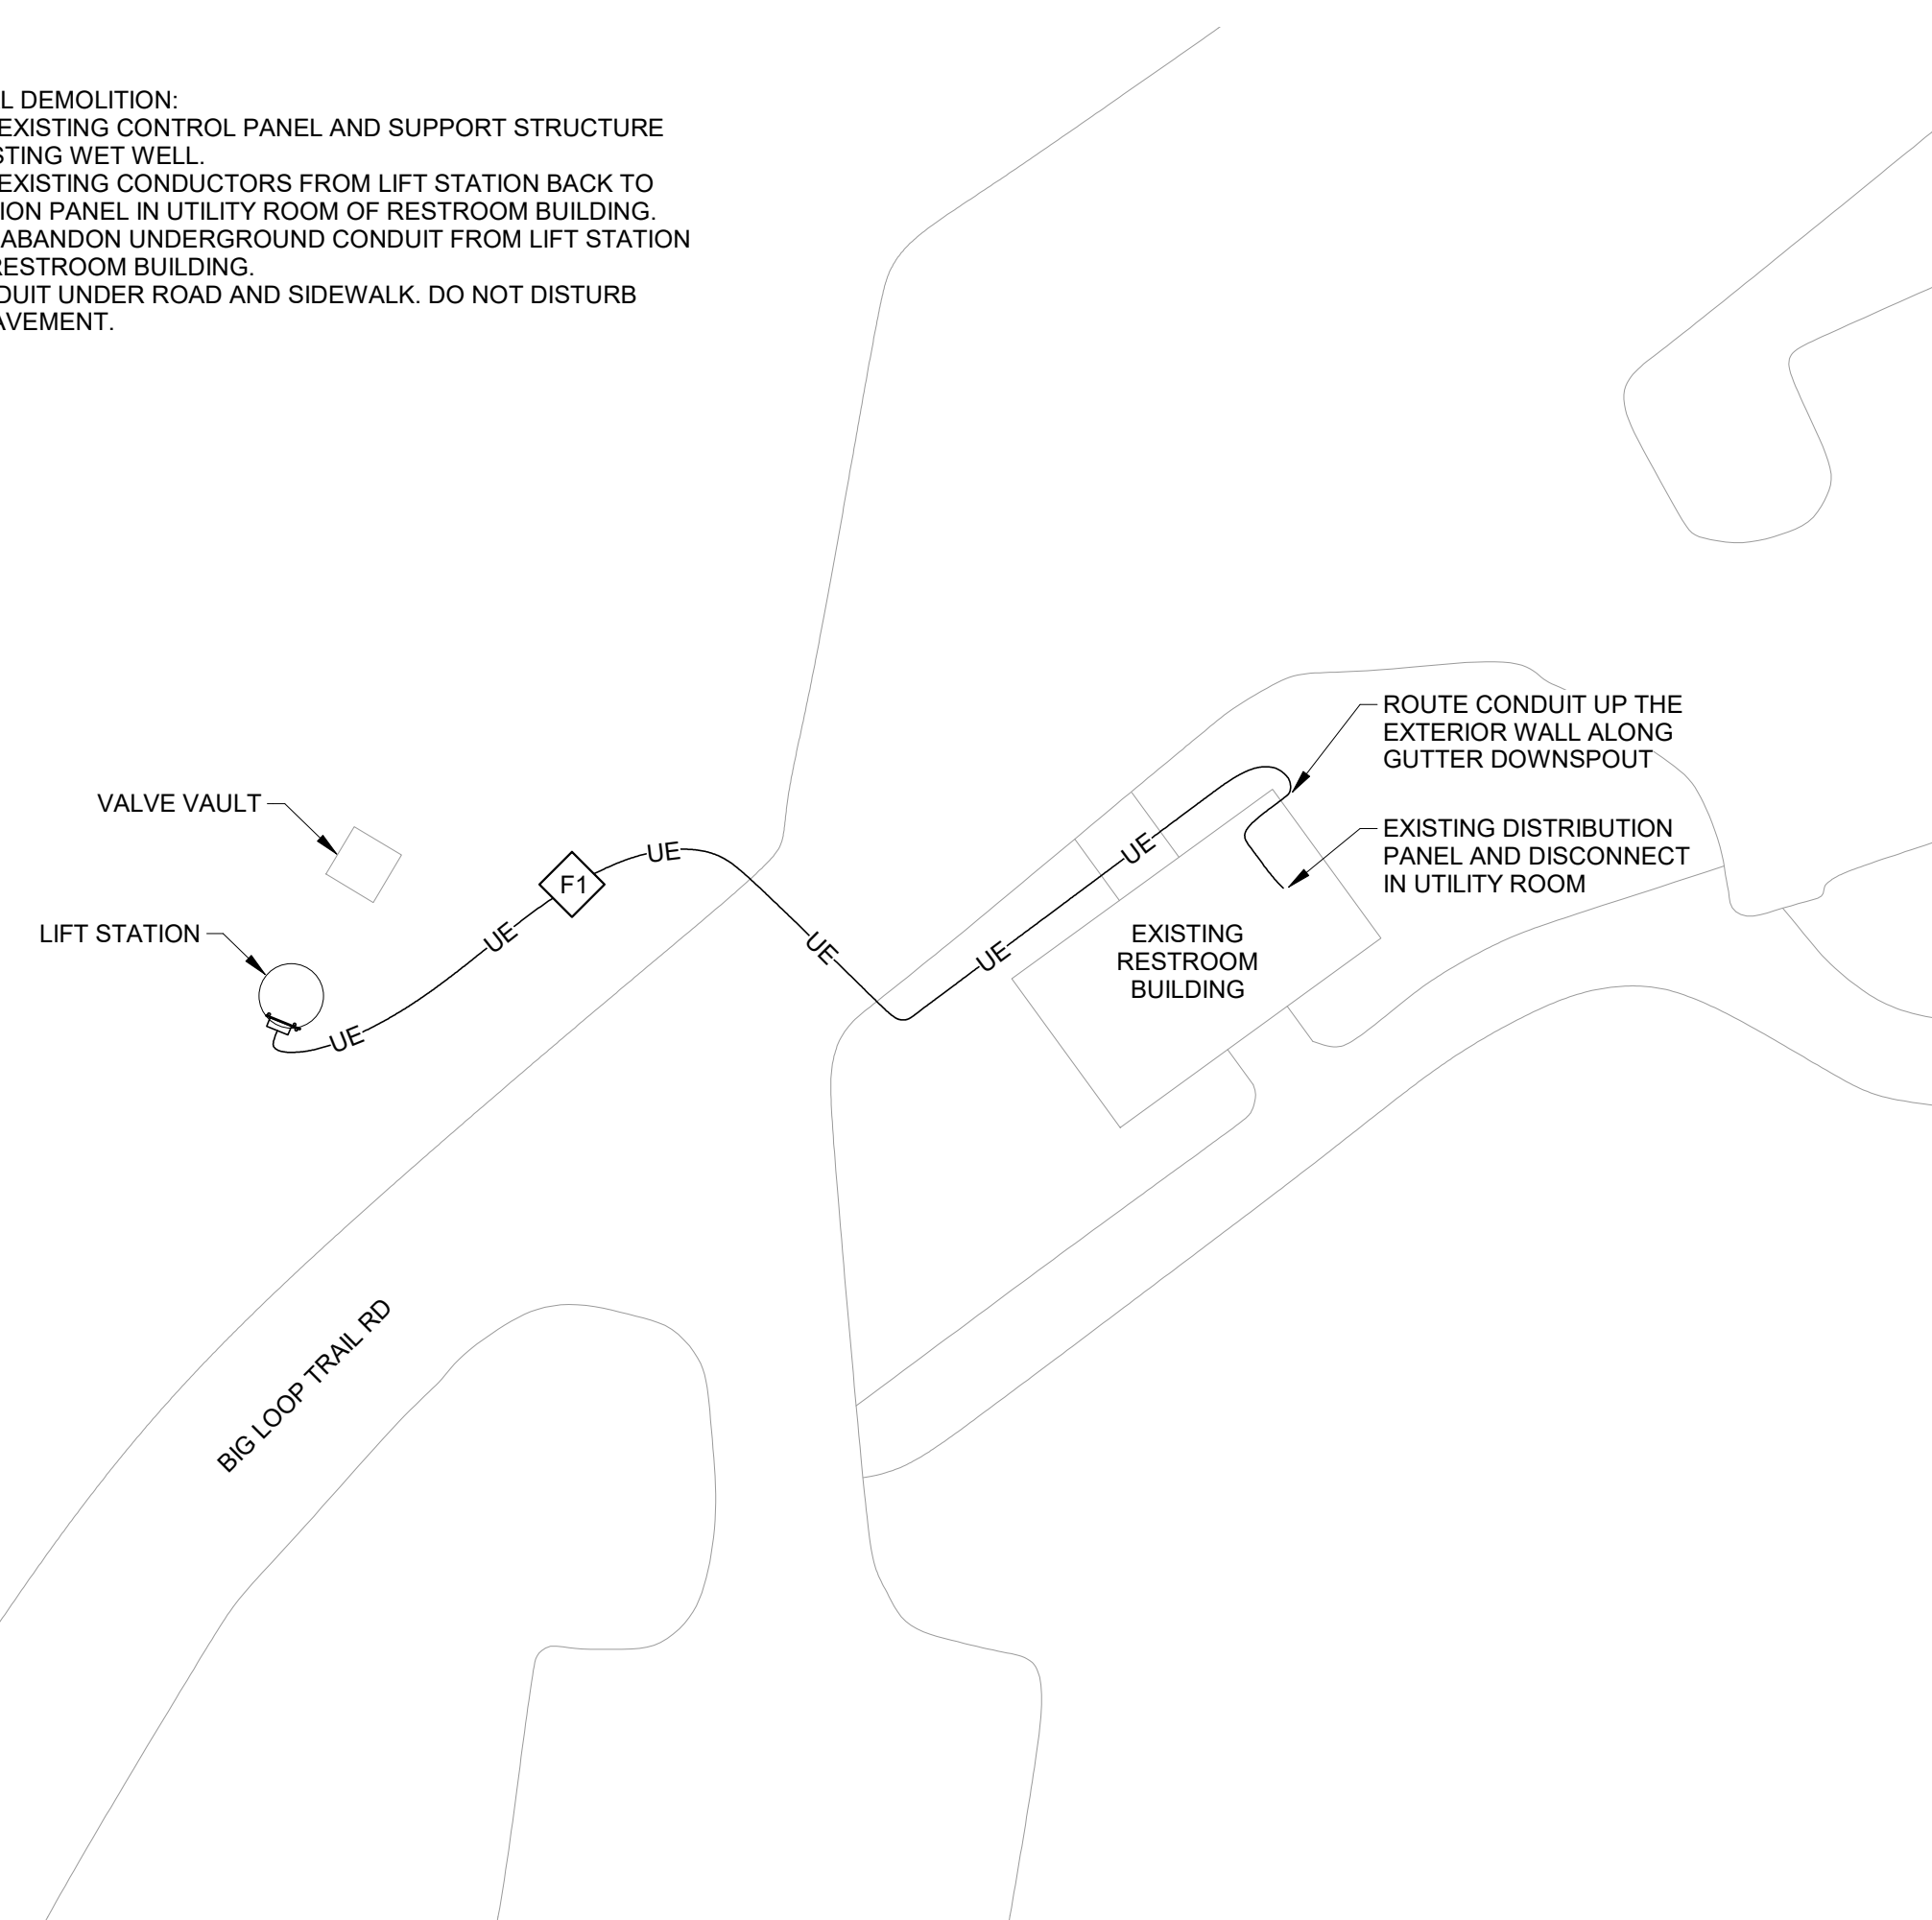 L DEMOLITION:
EXISTING CONTROL PANEL AND SUPPORT STRUCTURE
STING WET WELL.
EXISTING CONDUCTORS FROM LIFT STATION BACK TO
ION PANEL IN UTILITY ROOM OF RESTROOM BUILDING.
ABANDON UNDERGROUND CONDUIT FROM LIFT STATION
RESTROOM BUILDING.
DUIT UNDER ROAD AND SIDEWALK. DO NOT DISTURB
AVEMENT.
ROUTE CONDUIT UP THE
EXTERIOR WALL ALONG
GUTTER DOWNSPOUT
VALVE VAULT
EXISTING DISTRIBUTION
PANEL AND DISCONNECT
IN UTILITY ROOM
UE
UE
F1
LIFT STATION
UE
UE
UE
EXISTING
RESTROOM
BUILDING
UE
BIG LOOP TRAIL RD